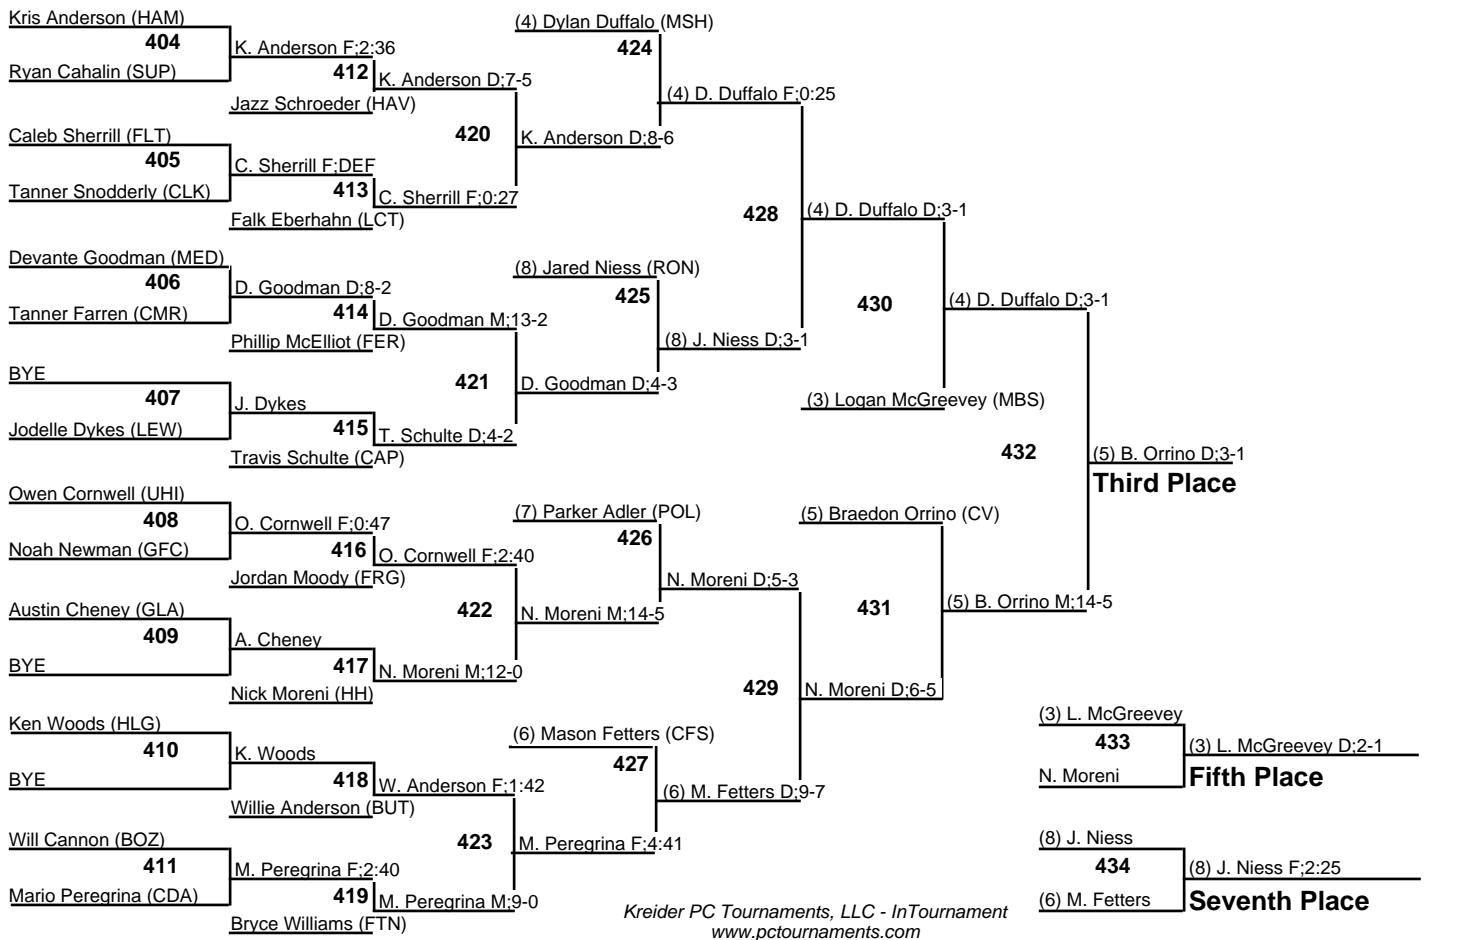 Kris Anderson (HAM)
404
Ryan Cahalin (SUP)
K. Anderson F;2:36
412
Jazz Schroeder (HAV)
K. Anderson D;7-5
Caleb Sherrill (FLT)
405
Tanner Snodderly (CLK)
C. Sherrill F;DEF
413
Falk Eberhahn (LCT)
C. Sherrill F;0:27
420
K. Anderson D;8-6
(4) Dylan Duffalo (MSH)
424
(4) D. Duffalo F;0:25
Devante Goodman (MED)
406
Tanner Farren (CMR)
D. Goodman D;8-2
414
Phillip McElliot (FER)
D. Goodman M;13-2
BYE
407
Jodelle Dykes (LEW)
J. Dykes
415
Travis Schulte (CAP)
T. Schulte D;4-2
421
D. Goodman D;4-3
(8) Jared Niess (RON)
425
(8) J. Niess D;3-1
428
(4) D. Duffalo D;3-1
430
(3) Logan McGreevey (MBS)
(4) D. Duffalo D;3-1
Owen Cornwell (UHI)
408
Noah Newman (GFC)
O. Cornwell F;0:47
416
Jordan Moody (FRG)
O. Cornwell F;2:40
Austin Cheney (GLA)
409
BYE
A. Cheney
417
Nick Moreni (HH)
N. Moreni M;12-0
422
N. Moreni M;14-5
(7) Parker Adler (POL)
426
N. Moreni D;5-3
Ken Woods (HLG)
410
BYE
K. Woods
418
Willie Anderson (BUT)
W. Anderson F;1:42
Will Cannon (BOZ)
411
Mario Peregrina (CDA)
M. Peregrina F;2:40
419
Bryce Williams (FTN)
M. Peregrina M;9-0
423
M. Peregrina F;4:41
(6) Mason Fetters (CFS)
427
(6) M. Fetters D;9-7
429
N. Moreni D;6-5
(5) Braedon Orrino (CV)
431
(5) B. Orrino M;14-5
432
(5) B. Orrino D;3-1
Third Place
(3) L. McGreevey
433
N. Moreni
(3) L. McGreevey D;2-1
Fifth Place
(8) J. Niess
434
(6) M. Fetters
(8) J. Niess F;2:25
Seventh Place
Kreider PC Tournaments, LLC - InTournament
www.pctournaments.com